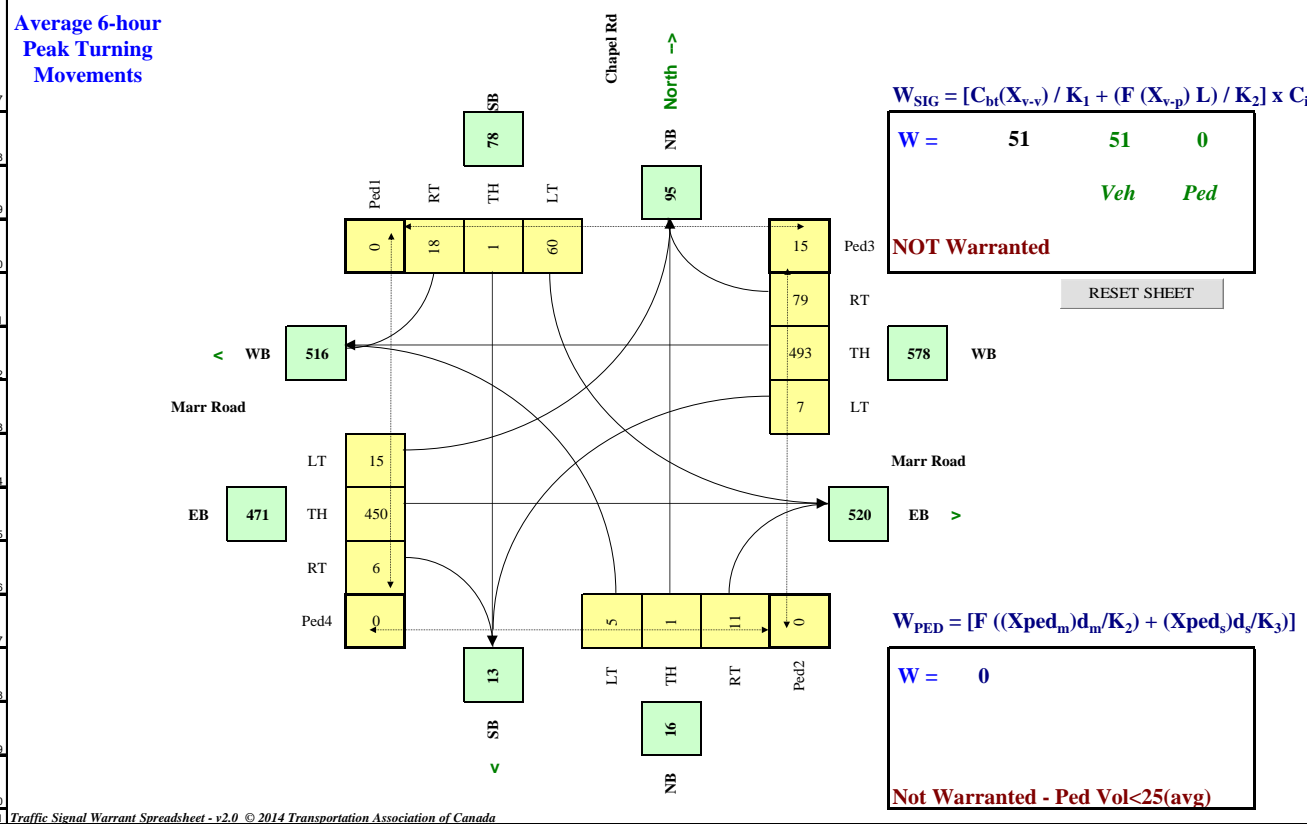 Average 6-hour
Peak Turning
Movements
Chapel Rd
North -->
SB
NB
78
95
Ped1
RT
TH
LT
0
18
1
60
15
Ped3
79
RT
493
TH
7
LT
578
WB
< WB
516
Marr Road
LT
15
EB
471
TH
450
RT
6
Ped4
0
Marr Road
520
EB >
5
1
11
0
LT
TH
RT
Ped2
13
SB
<
16
NB
W_SIG = [C_bt(X_v-v) / K_1 + (F (X_v-p) L) / K_2] x C_i
W = 51 51 0
Veh Ped
NOT Warranted
RESET SHEET
W_PED = [F ((Xped_m)d_m/K_2) + (Xped_s)d_s/K_3)]
W = 0
Not Warranted - Ped Vol<25(avg)
Traffic Signal Warrant Spreadsheet - v2.0 © 2014 Transportation Association of Canada